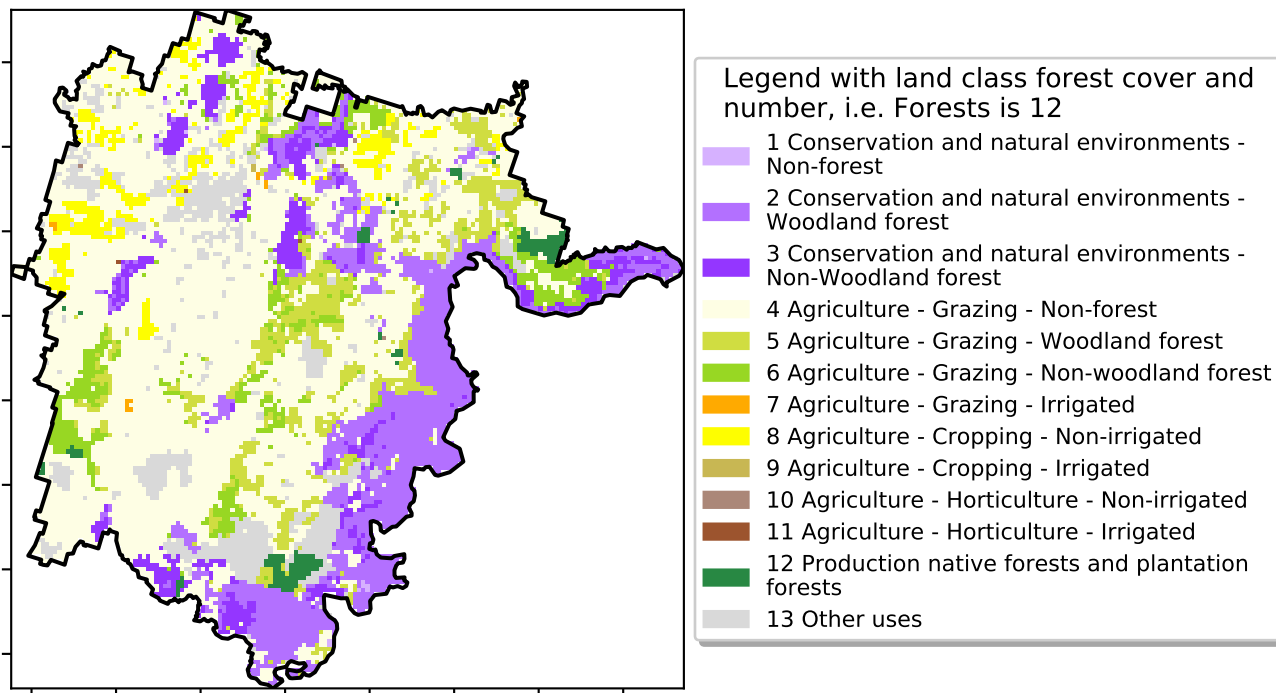 Legend with land class forest cover and
number, i.e. Forests is 12
1 Conservation and natural environments -
Non-forest
2 Conservation and natural environments -
Woodland forest
3 Conservation and natural environments -
Non-Woodland forest
4 Agriculture - Grazing - Non-forest
5 Agriculture - Grazing - Woodland forest
6 Agriculture - Grazing - Non-woodland forest
7 Agriculture - Grazing - Irrigated
8 Agriculture - Cropping - Non-irrigated
9 Agriculture - Cropping - Irrigated
10 Agriculture - Horticulture - Non-irrigated
11 Agriculture - Horticulture - Irrigated
12 Production native forests and plantation
forests
13 Other uses